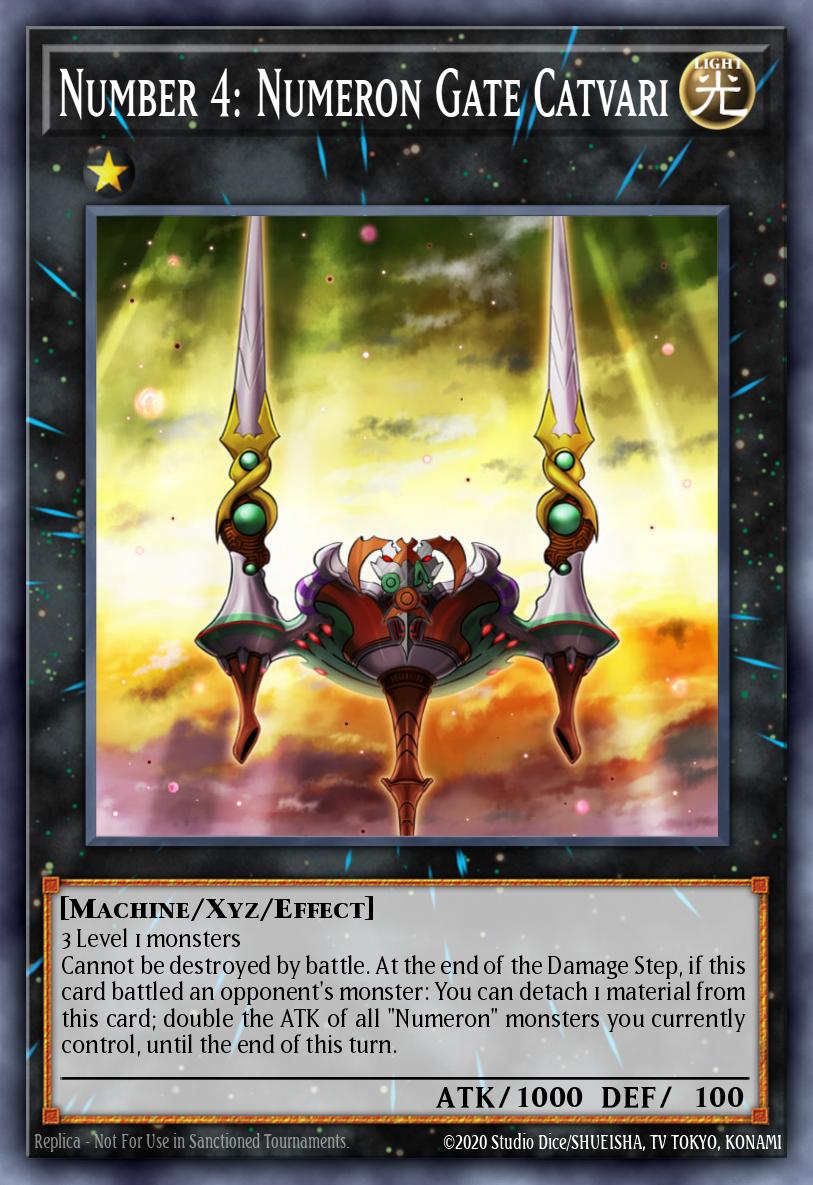 Number 4: Numeron Gate Catvari
LIGHT
光
[Machine/Xyz/Effect]
3 Level 1 monsters
Cannot be destroyed by battle. At the end of the Damage Step, if this
card battled an opponent's monster: You can detach 1 material from
this card; double the ATK of all "Numeron" monsters you currently
control, until the end of this turn.
ATK/1000 DEF/ 100
Replica - Not For Use in Sanctioned Tournaments.
©2020 Studio Dice/SHUEISHA, TV TOKYO, KONAMI